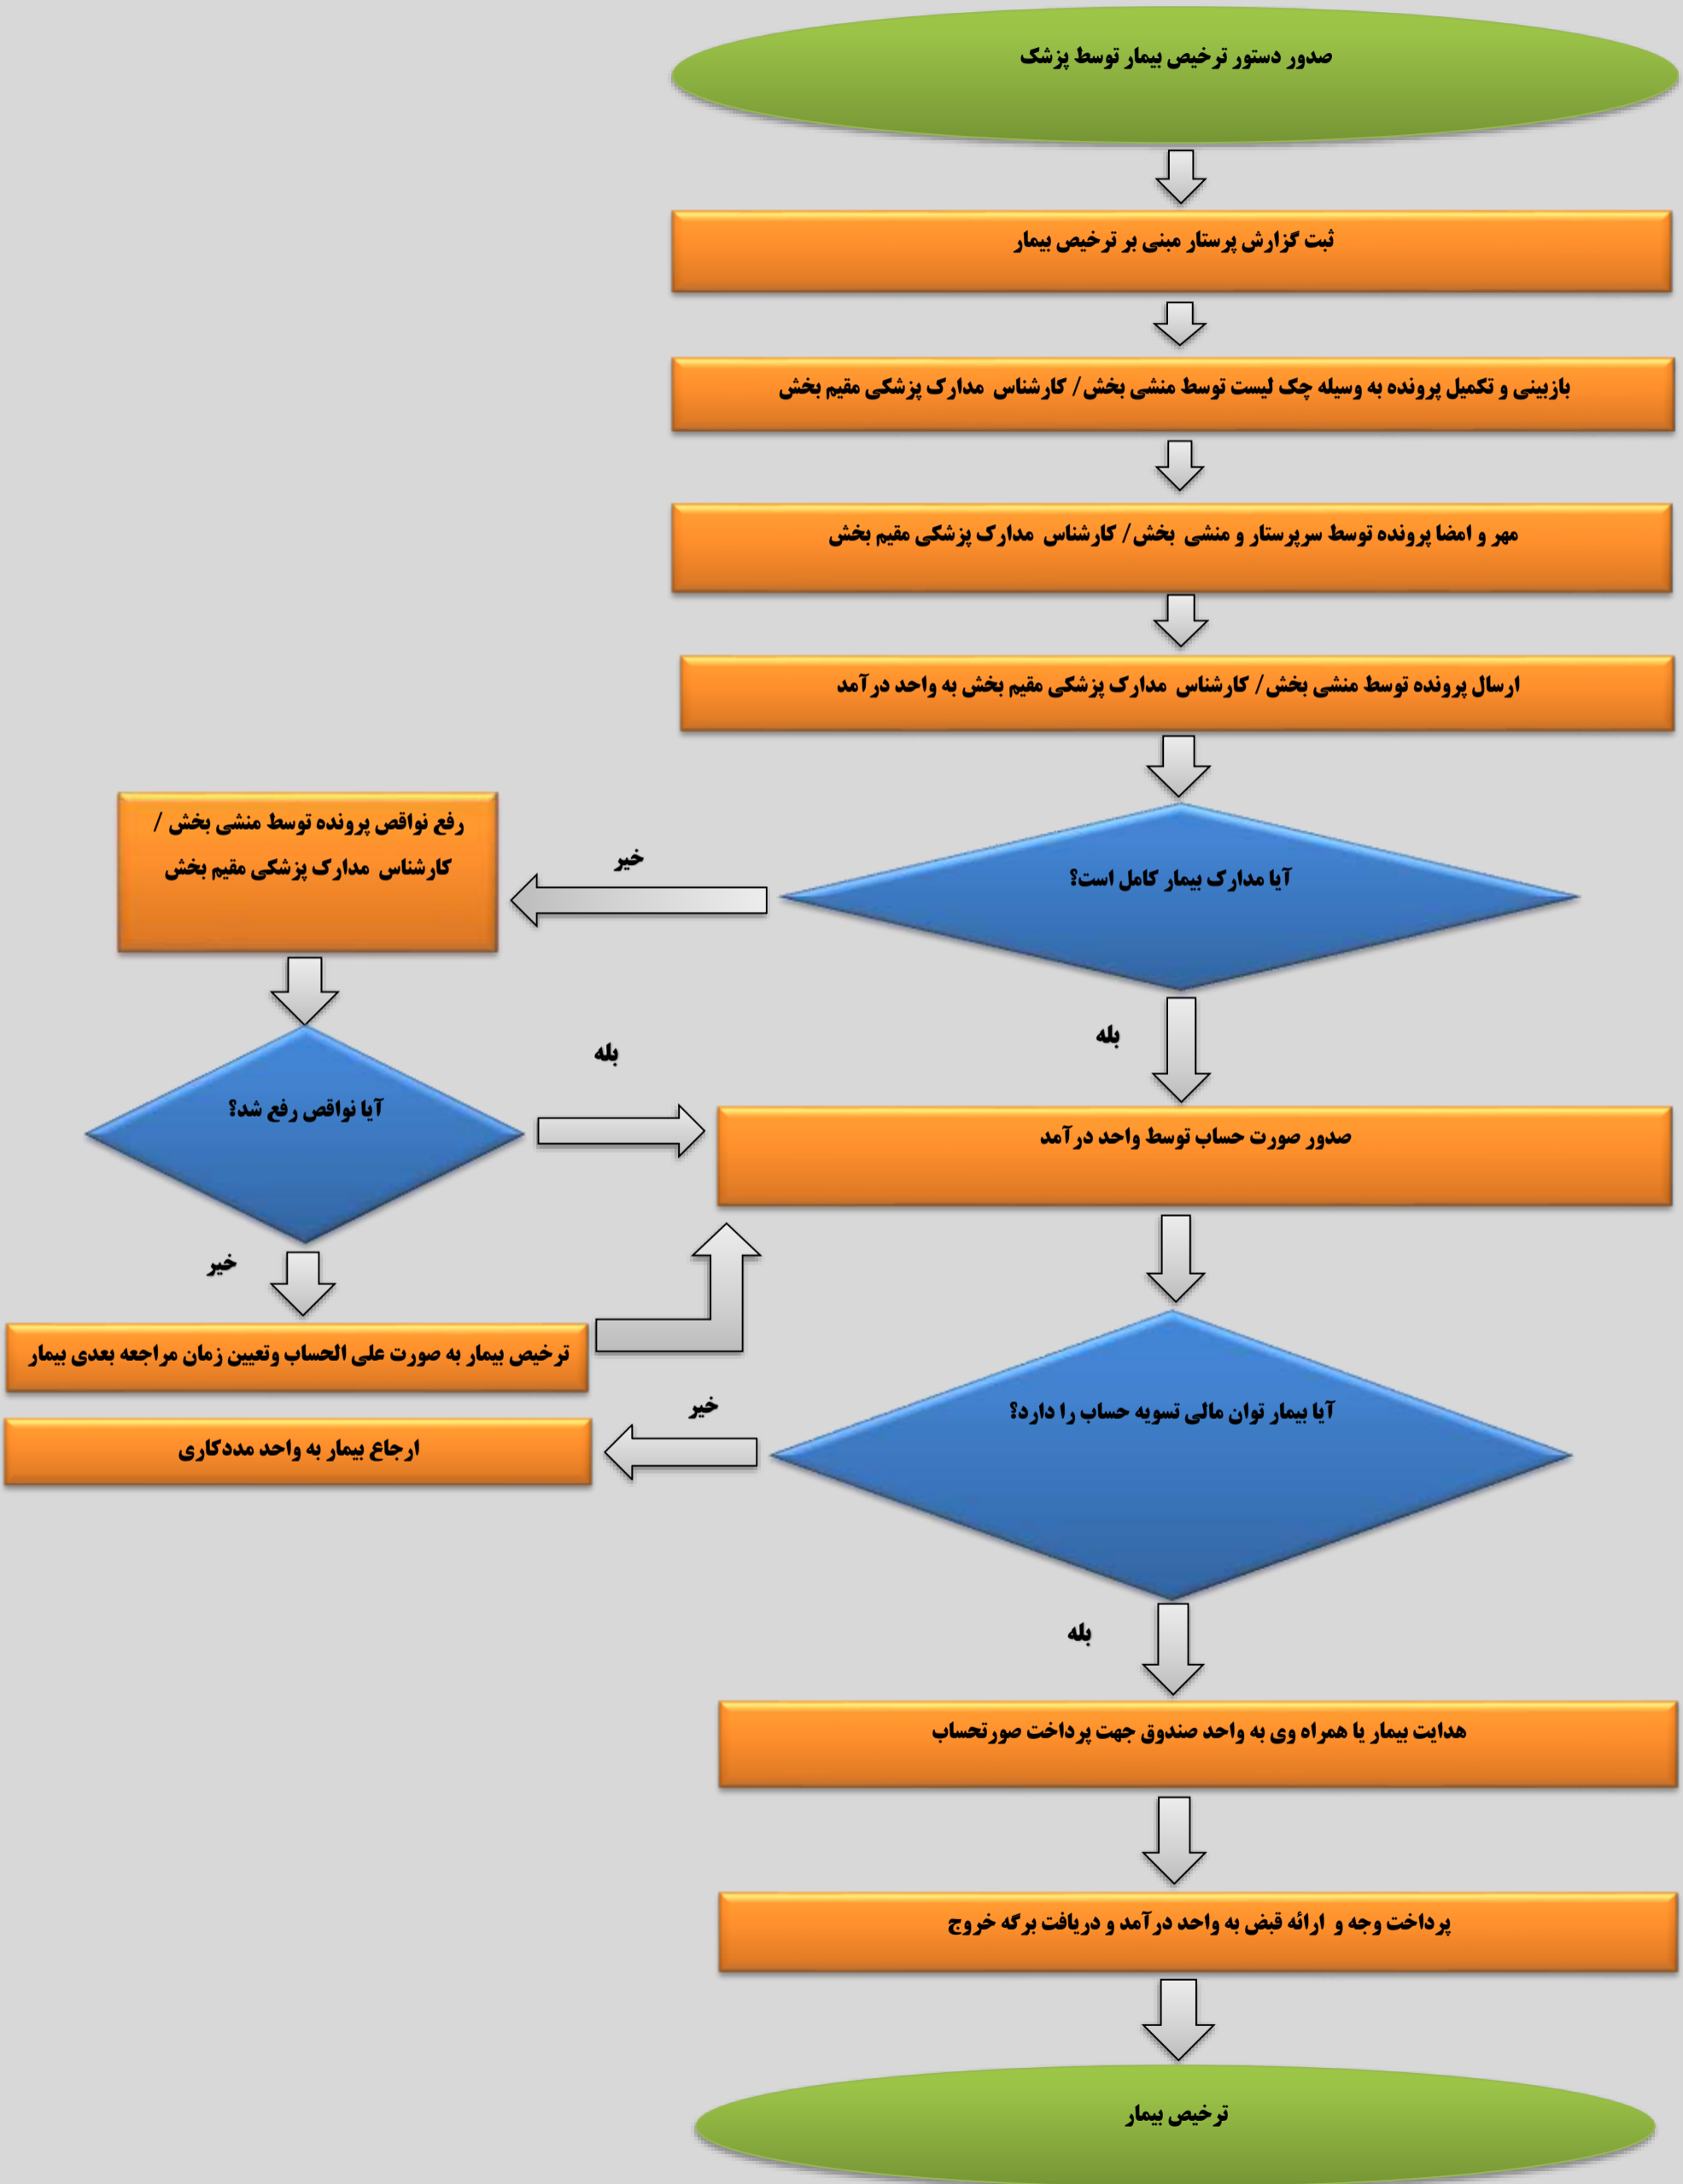 صدور دستور ترخیص بیمار توسط پزشک
ثبت گزارش پرستار مبنی بر ترخیص بیمار
بازبینی و تکمیل پرونده به وسیله چک لیست توسط منشی بخش/ کارشناس مدارک پزشکی مقیم بخش
مهر و امضا پرونده توسط سرپرستار و منشی بخش/ کارشناس مدارک پزشکی مقیم بخش
ارسال پرونده توسط منشی بخش/ کارشناس مدارک پزشکی مقیم بخش به واحد درآمد
آیا مدارک بیمار کامل است؟
خیر
رفع نواقص پرونده توسط منشی بخش /
کارشناس مدارک پزشکی مقیم بخش
بله
آیا نواقص رفع شد؟
بله
صدور صورت حساب توسط واحد درآمد
خیر
ترخیص بیمار به صورت علی الحساب وتعیین زمان مراجعه بعدی بیمار
آیا بیمار توان مالی تسویه حساب را دارد؟
خیر
ارجاع بیمار به واحد مددکاری
بله
هدایت بیمار یا همراه وی به واحد صندوق جهت پرداخت صورتحساب
پرداخت وجه و ارائه قبض به واحد درآمد و دریافت برگه خروج
ترخیص بیمار